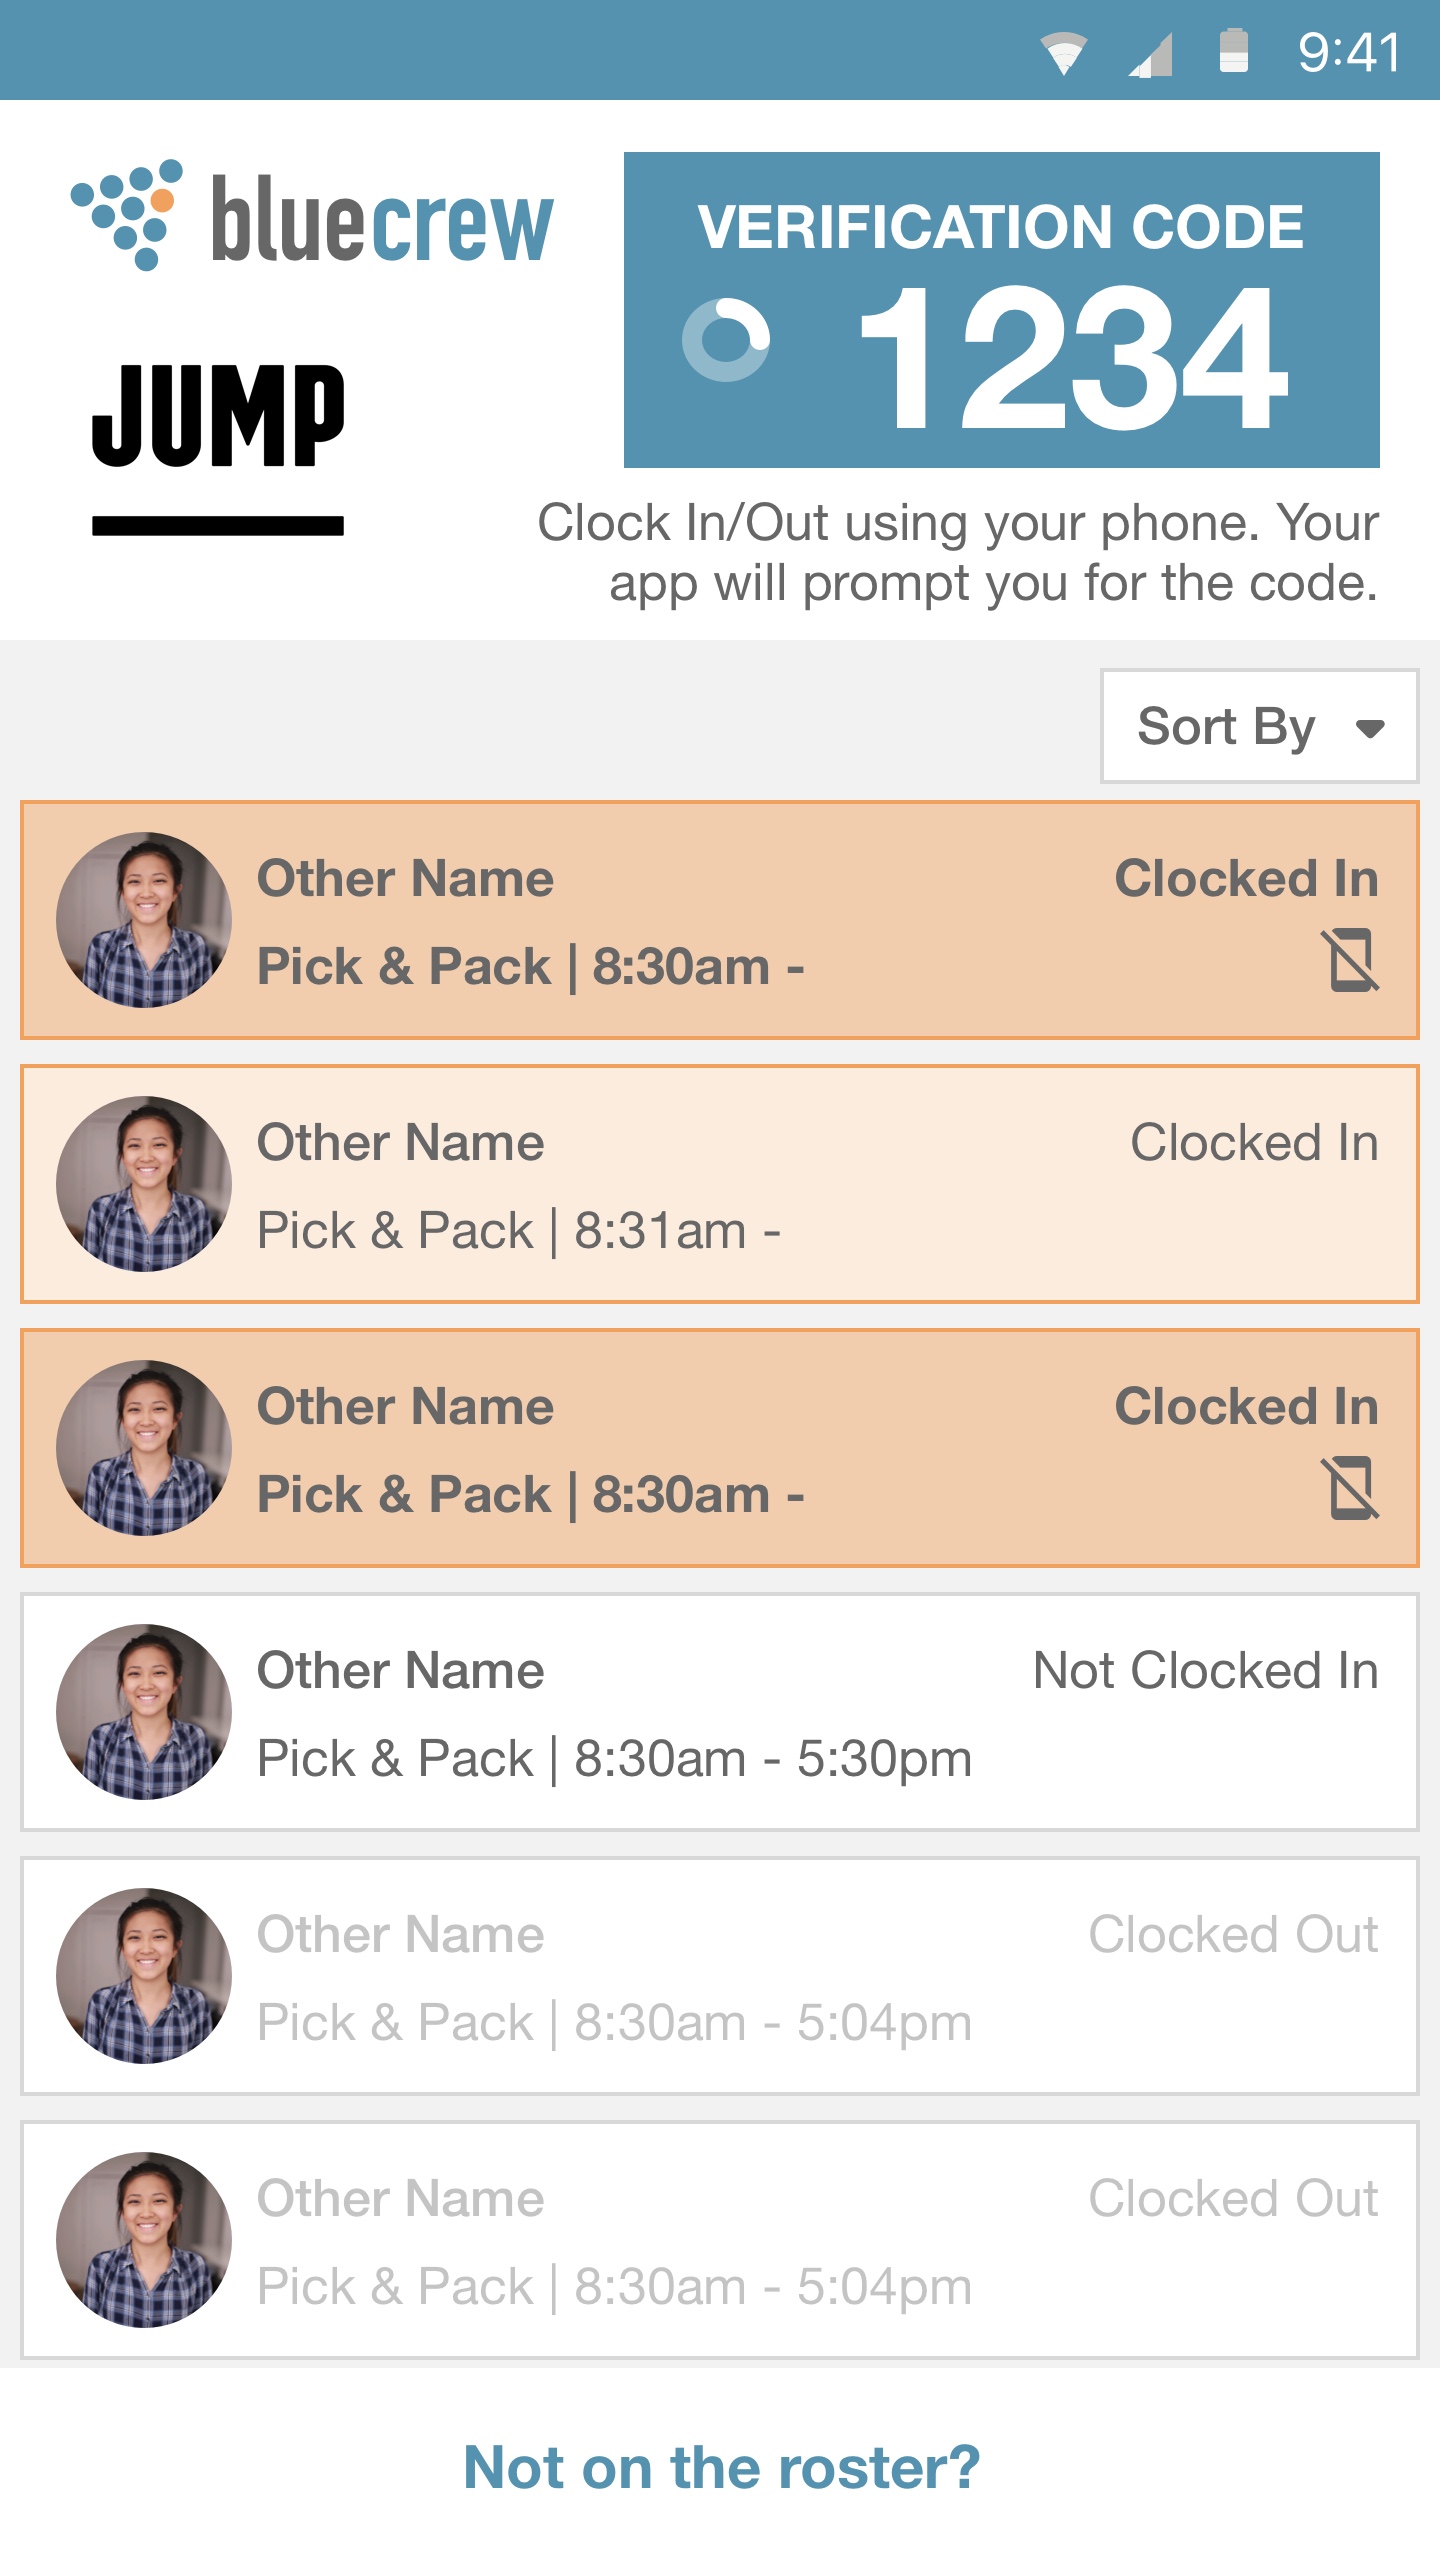 9:41
bluecrew
VERIFICATION CODE
1234
JUMP
Clock In/Out using your phone. Your
app will prompt you for the code.
Sort By
Other Name
Clocked In
Pick & Pack | 8:30am -
Other Name
Clocked In
Pick & Pack | 8:31am -
Other Name
Clocked In
Pick & Pack | 8:30am -
Other Name
Not Clocked In
Pick & Pack | 8:30am - 5:30pm
Other Name
Clocked Out
Pick & Pack | 8:30am - 5:04pm
Other Name
Clocked Out
Pick & Pack | 8:30am - 5:04pm
Not on the roster?